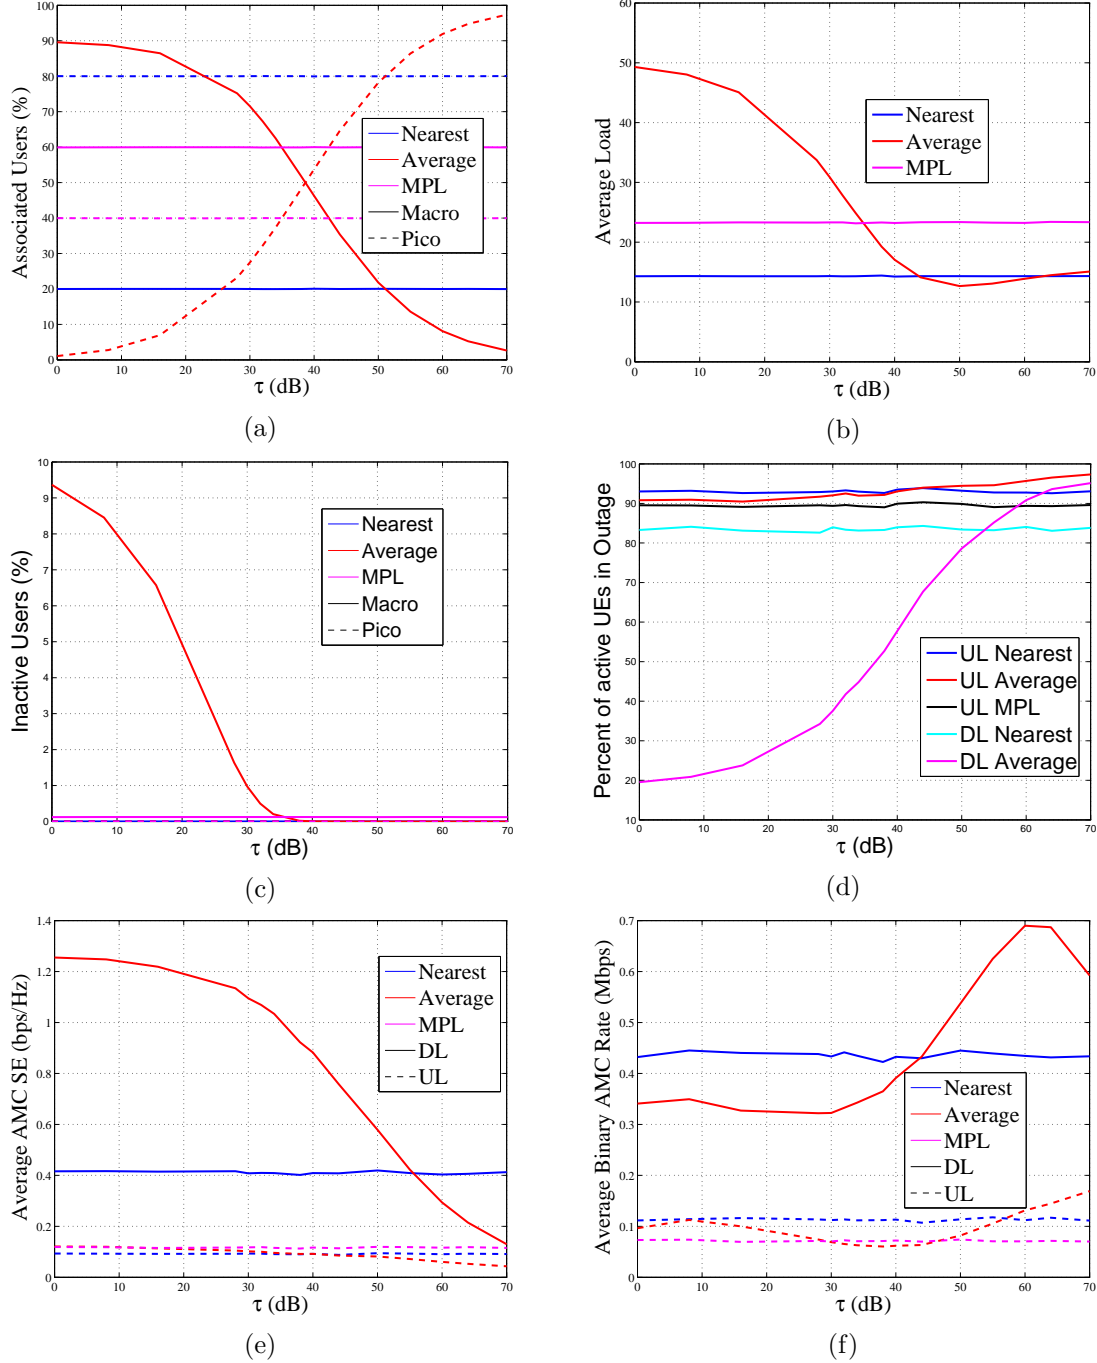 100
90
80
70
60
50
40
30
20
10
0
Associated Users (%)
Nearest
Average
MPL
Macro
Pico
0 10 20 30 40 50 60 70
τ (dB)
(a)
60
50
40
30
20
10
0
Average Load
Nearest
Average
MPL
0 10 20 30 40 50 60 70
τ (dB)
(b)
10
9
8
7
6
5
4
3
2
1
0
Inactive Users (%)
Nearest
Average
MPL
Macro
Pico
0 10 20 30 40 50 60 70
τ (dB)
(c)
100
90
80
70
60
50
40
30
20
10
Percent of active UEs in Outage
UL Nearest
UL Average
UL MPL
DL Nearest
DL Average
0 10 20 30 40 50 60 70
τ (dB)
(d)
1.4
1.2
1
0.8
0.6
0.4
0.2
0
Average AMC SE (bps/Hz)
Nearest
Average
MPL
DL
UL
0 10 20 30 40 50 60 70
τ (dB)
(e)
0.7
0.6
0.5
0.4
0.3
0.2
0.1
0
Average Binary AMC Rate (Mbps)
Nearest
Average
MPL
DL
UL
0 10 20 30 40 50 60 70
τ (dB)
(f)